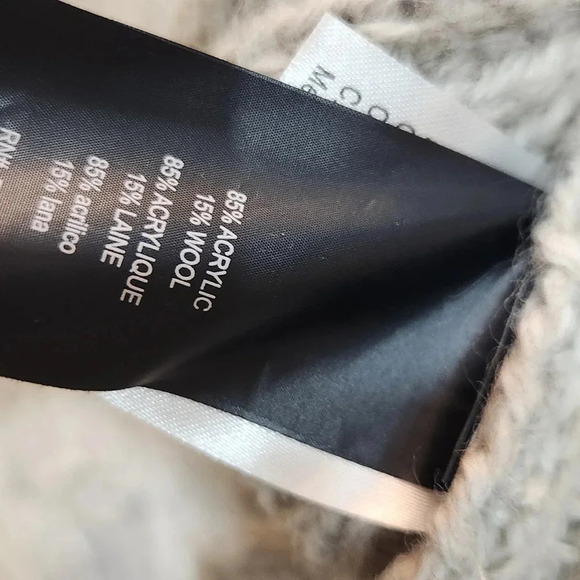 85% ACRYLIC
15% WOOL
85% ACRYLIQUE
15% LAINE
85% acrilico
15% lana